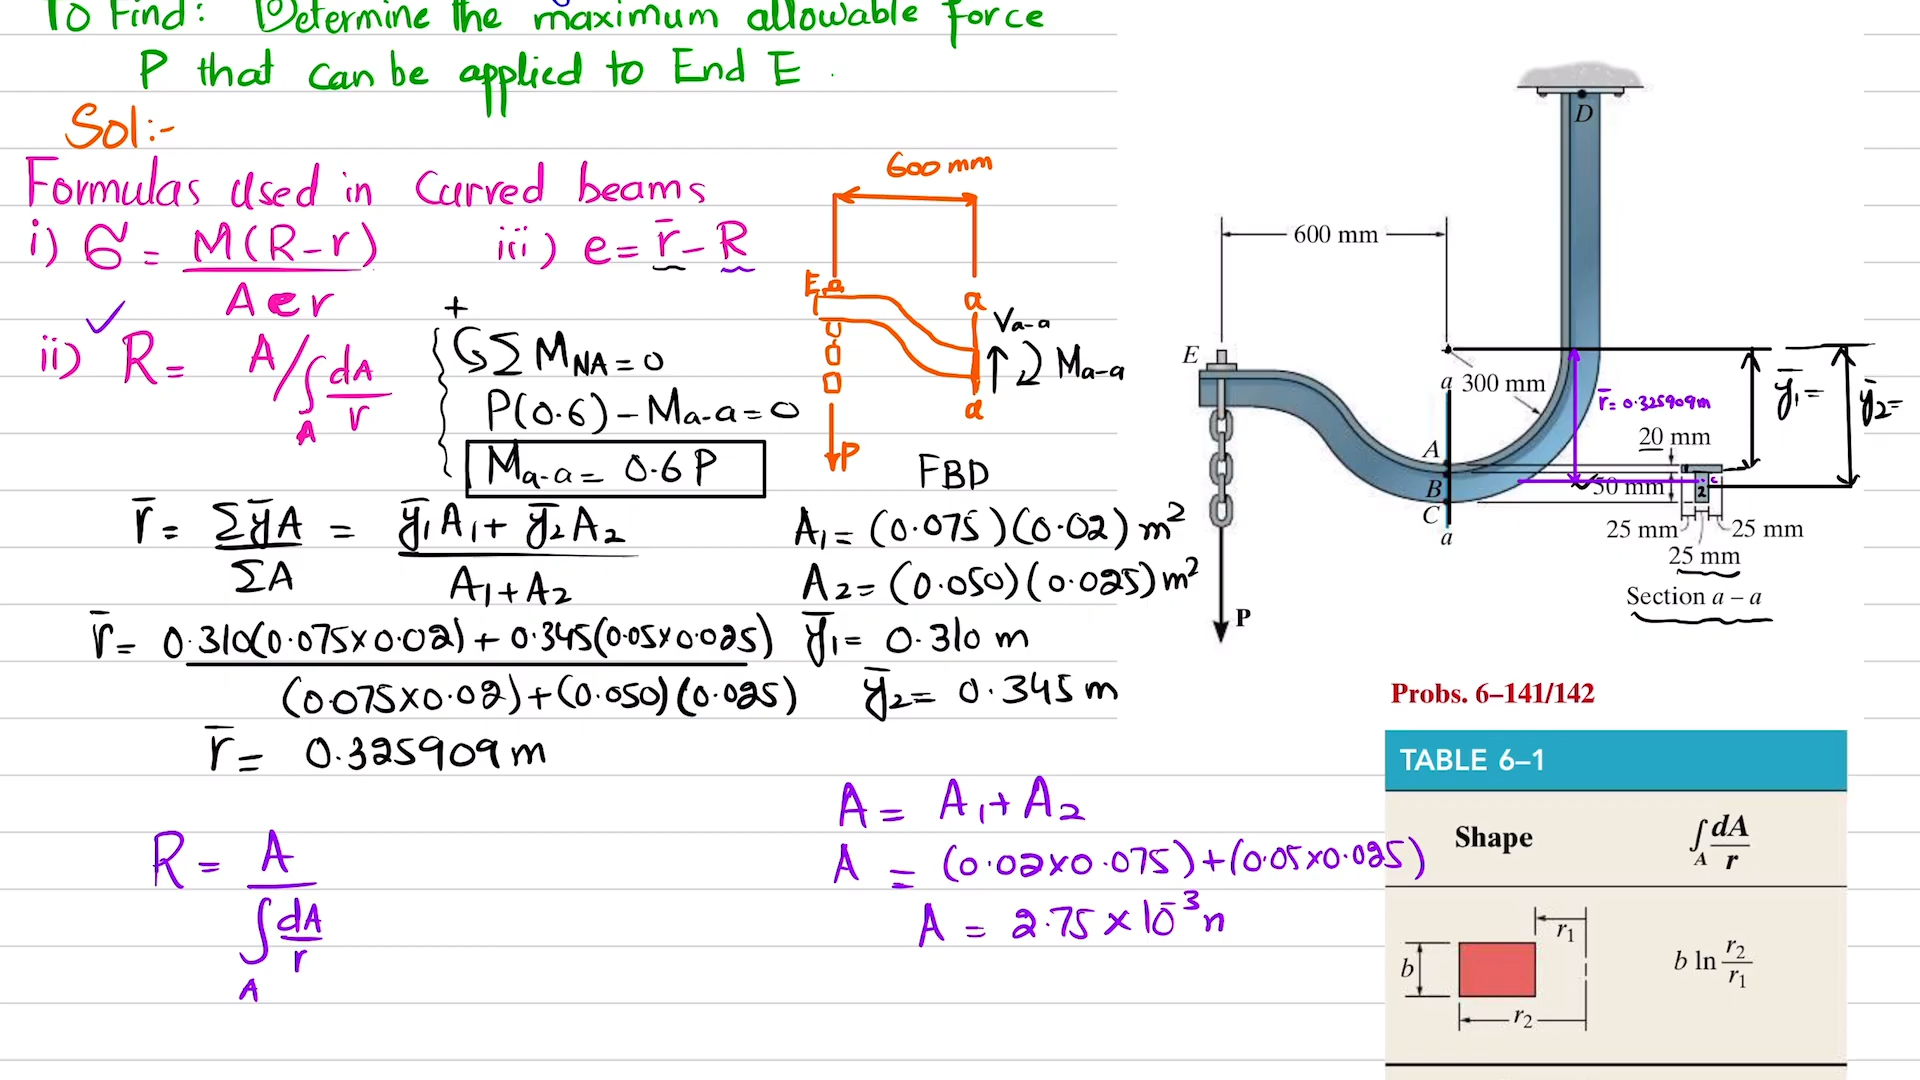 To Find: Determine the maximum allowable force
P that can be applied to End E.
Sol:-
Formulas Used in Curved beams
i) σ = M(R-r) / Aer
iii) e = r̄ - R
ii) R = A / ∫A dA/r
+
↺ΣM_NA = 0
P(0.6) - Ma-a = 0
Ma-a = 0.6P
600 mm
E
a
Va-a
Ma-a
a
P
FBD
r̄ = ΣȳA / ΣA = ȳ1A1 + ȳ2A2 / A1 + A2
A1 = (0.075)(0.02) m²
A2 = (0.050)(0.025) m²
r̄ = 0.310(0.075×0.02) + 0.345(0.05×0.025) / (0.075×0.02) + (0.050)(0.025)
ȳ1 = 0.310 m
ȳ2 = 0.345 m
r̄ = 0.325909m
R = A / ∫A dA/r
A = A1 + A2
A = (0.02×0.075) + (0.05×0.025)
A = 2.75 × 10⁻³ n
D
600 mm
E
a
300 mm
r̄ = 0.325909m
ȳ1 =
ȳ2 =
20 mm
A
B
50 mm
2
c
C
25 mm
25 mm
a
25 mm
Section a – a
P
Probs. 6–141/142
TABLE 6–1
Shape
∫A dA/r
r1
b
b ln r2/r1
r2